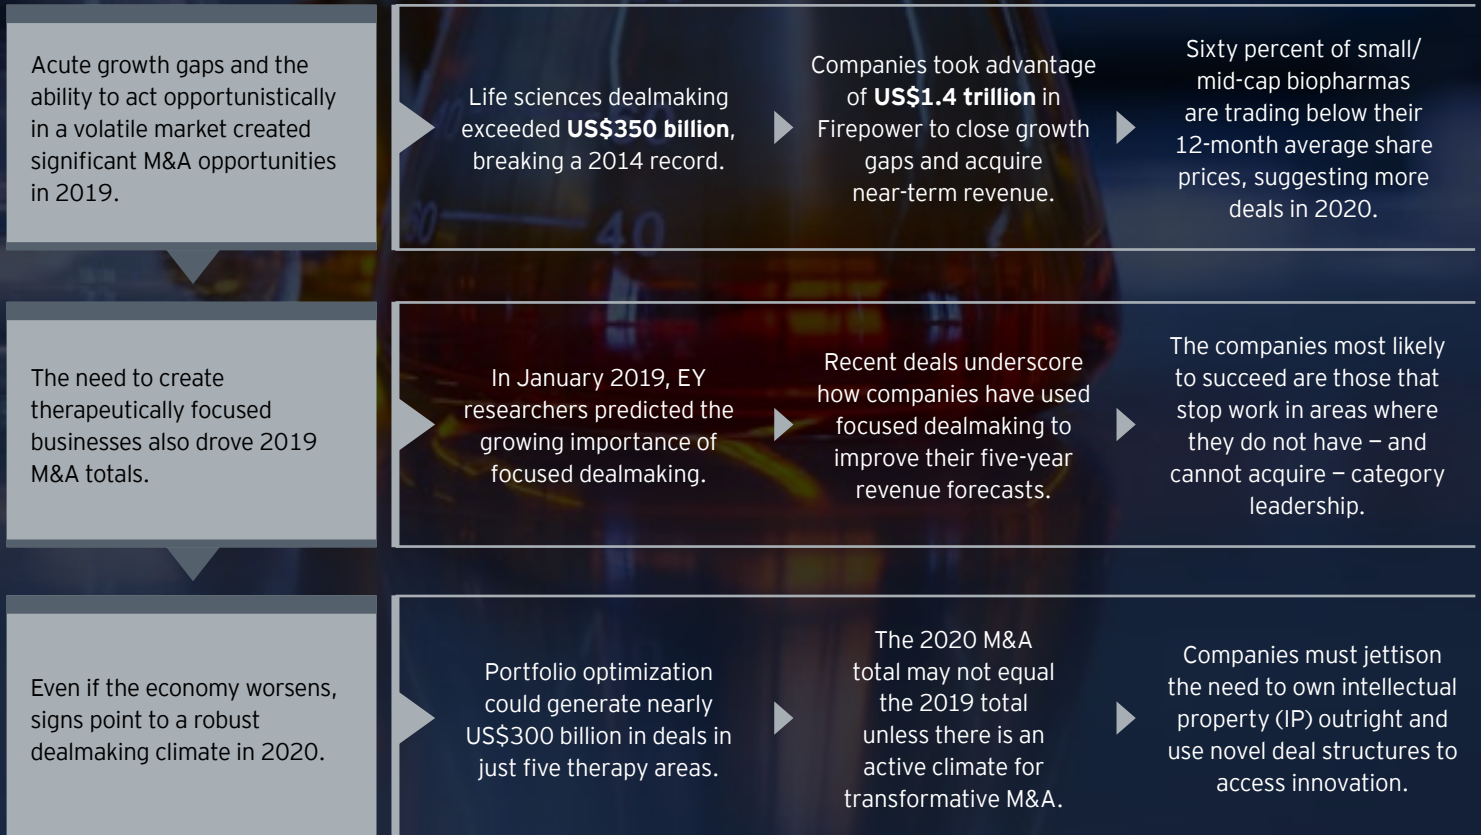 Acute growth gaps and the
ability to act opportunistically
in a volatile market created
significant M&A opportunities
in 2019.
Life sciences dealmaking
exceeded US$350 billion,
breaking a 2014 record.
Companies took advantage
of US$1.4 trillion in
Firepower to close growth
gaps and acquire
near-term revenue.
Sixty percent of small/
mid-cap biopharmas
are trading below their
12-month average share
prices, suggesting more
deals in 2020.
60
40
The need to create
therapeutically focused
businesses also drove 2019
M&A totals.
In January 2019, EY
researchers predicted the
growing importance of
focused dealmaking.
Recent deals underscore
how companies have used
focused dealmaking to
improve their five-year
revenue forecasts.
The companies most likely
to succeed are those that
stop work in areas where
they do not have – and
cannot acquire – category
leadership.
Even if the economy worsens,
signs point to a robust
dealmaking climate in 2020.
Portfolio optimization
could generate nearly
US$300 billion in deals in
just five therapy areas.
The 2020 M&A
total may not equal
the 2019 total
unless there is an
active climate for
transformative M&A.
Companies must jettison
the need to own intellectual
property (IP) outright and
use novel deal structures to
access innovation.